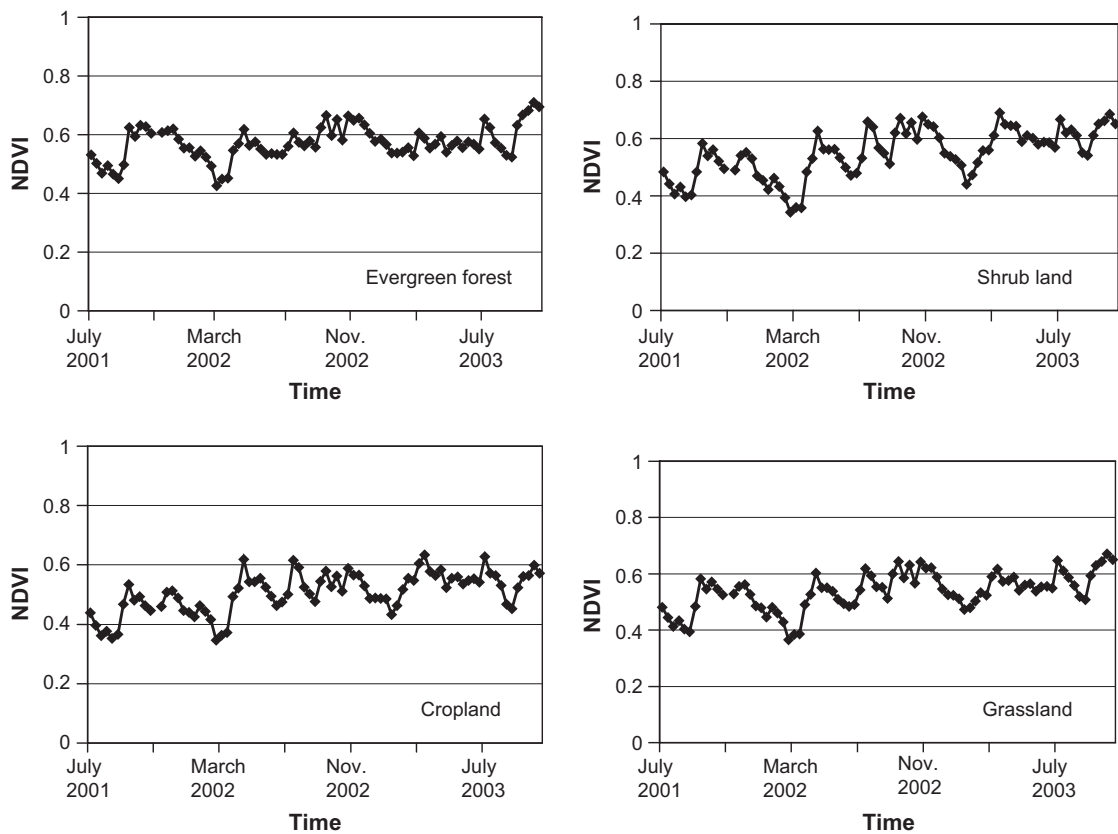 1
0.8
0.6
0.4
0.2
0
NDVI
Evergreen forest
July 2001
March 2002
Nov. 2002
July 2003
Time
1
0.8
0.6
0.4
0.2
0
NDVI
Shrub land
July 2001
March 2002
Nov. 2002
July 2003
Time
1
0.8
0.6
0.4
0.2
0
NDVI
Cropland
July 2001
March 2002
Nov. 2002
July 2003
Time
1
0.8
0.6
0.4
0.2
0
NDVI
Grassland
July 2001
March 2002
Nov. 2002
July 2003
Time